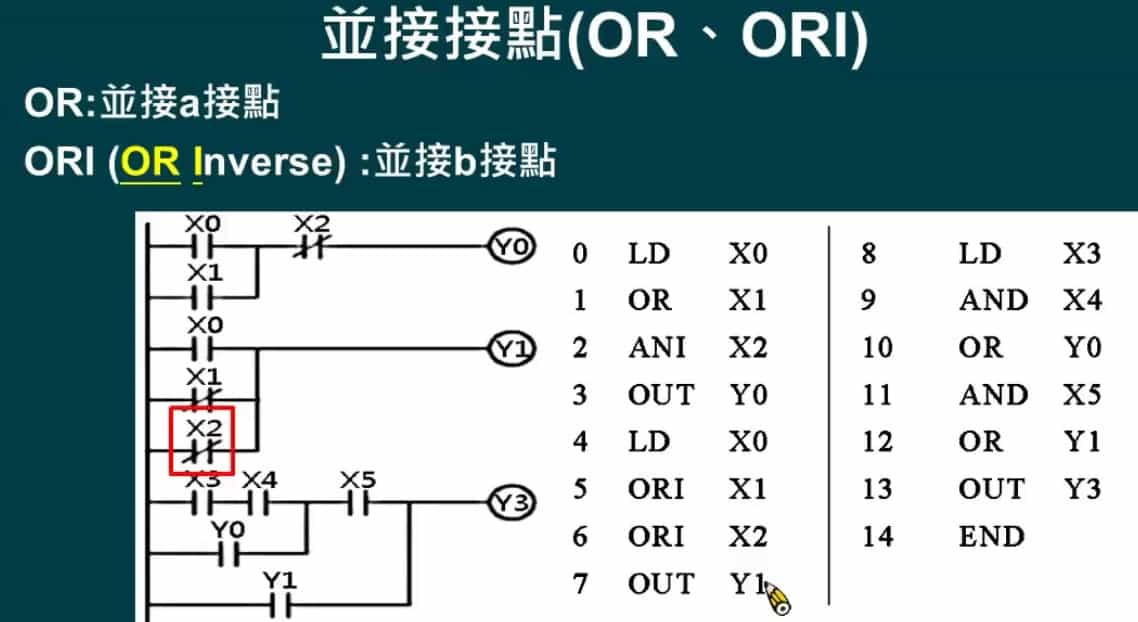 並接接點(OR、ORI)
OR:並接a接點
ORI (OR Inverse) :並接b接點
X0 X2
Y0
X1
X0
Y1
X1
X2
X3 X4 X5
Y3
Y0
Y1
0 LD X0
1 OR X1
2 ANI X2
3 OUT Y0
4 LD X0
5 ORI X1
6 ORI X2
7 OUT Y1
8 LD X3
9 AND X4
10 OR Y0
11 AND X5
12 OR Y1
13 OUT Y3
14 END